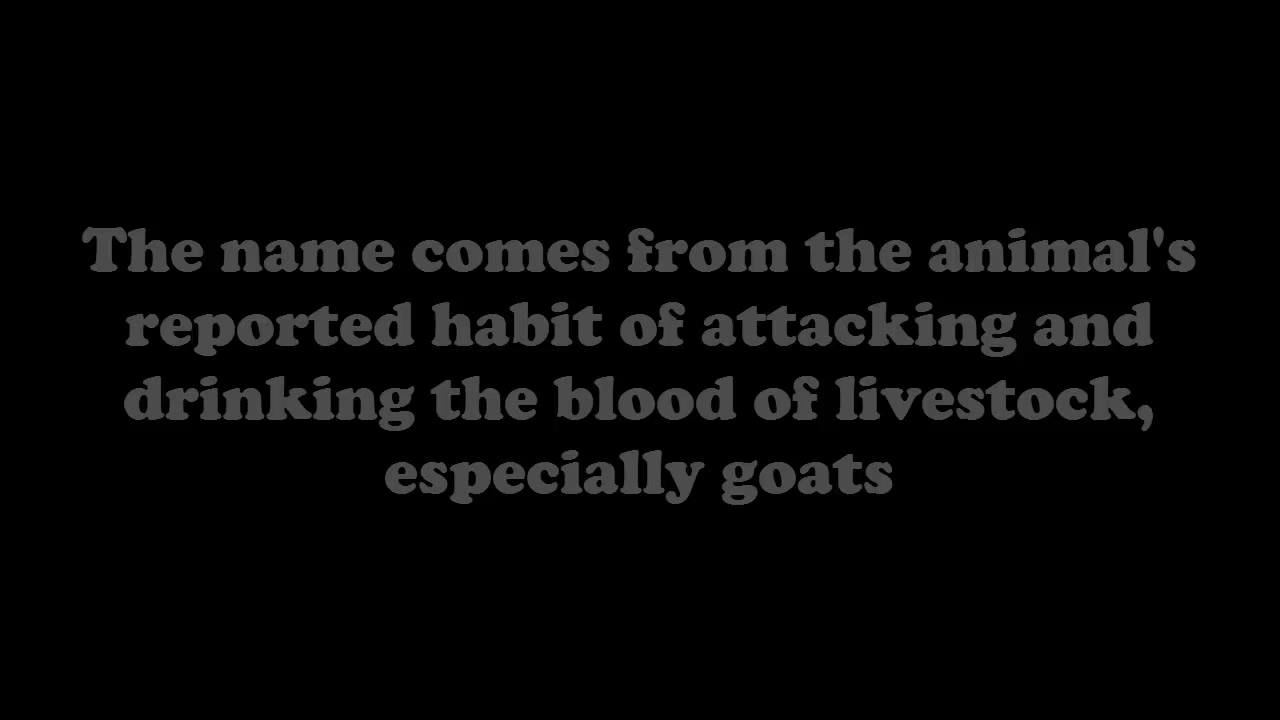 The name comes from the animal's
reported habit of attacking and
drinking the blood of livestock,
especially goats